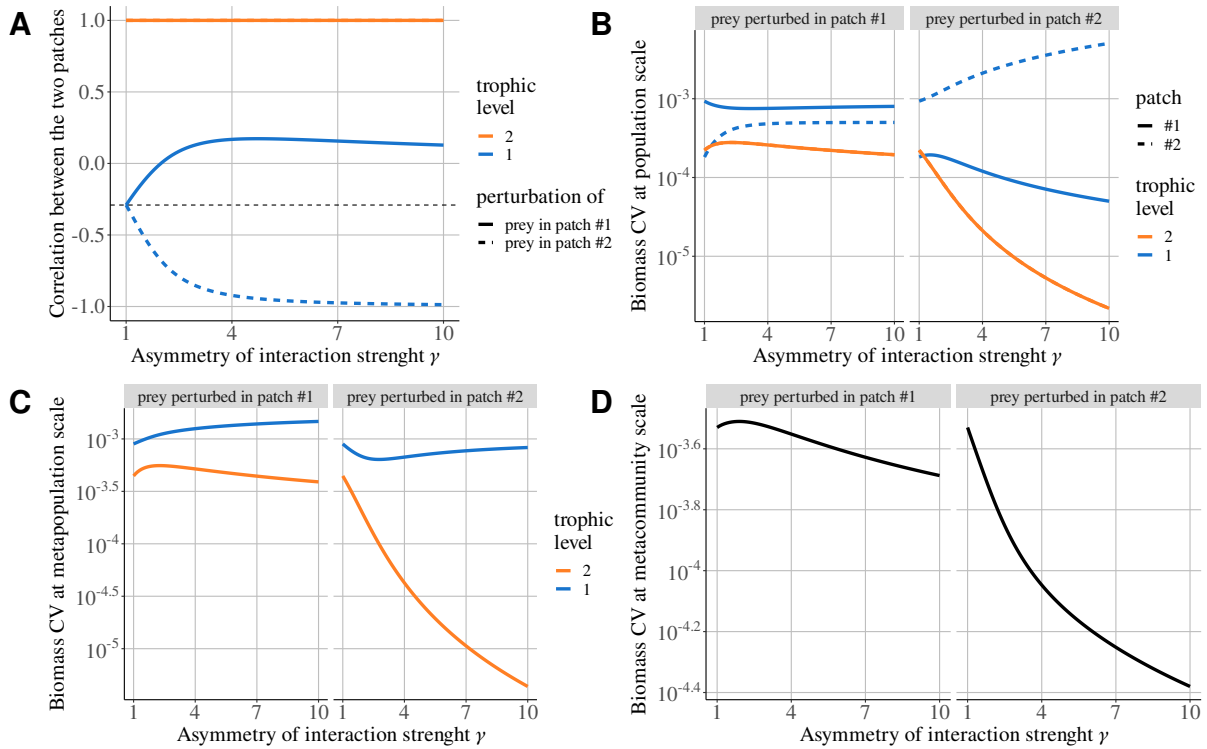 A
Correlation between the two patches
1.0
0.5
0.0
-0.5
-1.0
1 4 7 10
Asymmetry of interaction strenght γ
trophic
level
2
1
perturbation of
prey in patch #1
prey in patch #2
B
prey perturbed in patch #1 prey perturbed in patch #2
Biomass CV at population scale
10^-3
10^-4
10^-5
1 4 7 10 1 4 7 10
Asymmetry of interaction strenght γ
patch
#1
#2
trophic
level
2
1
C
prey perturbed in patch #1 prey perturbed in patch #2
Biomass CV at metapopulation scale
10^-3
10^-3.5
10^-4
10^-4.5
10^-5
1 4 7 10 1 4 7 10
Asymmetry of interaction strenght γ
trophic
level
2
1
D
prey perturbed in patch #1 prey perturbed in patch #2
Biomass CV at metacommunity scale
10^-3.6
10^-3.8
10^-4
10^-4.2
10^-4.4
1 4 7 10 1 4 7 10
Asymmetry of interaction strenght γ